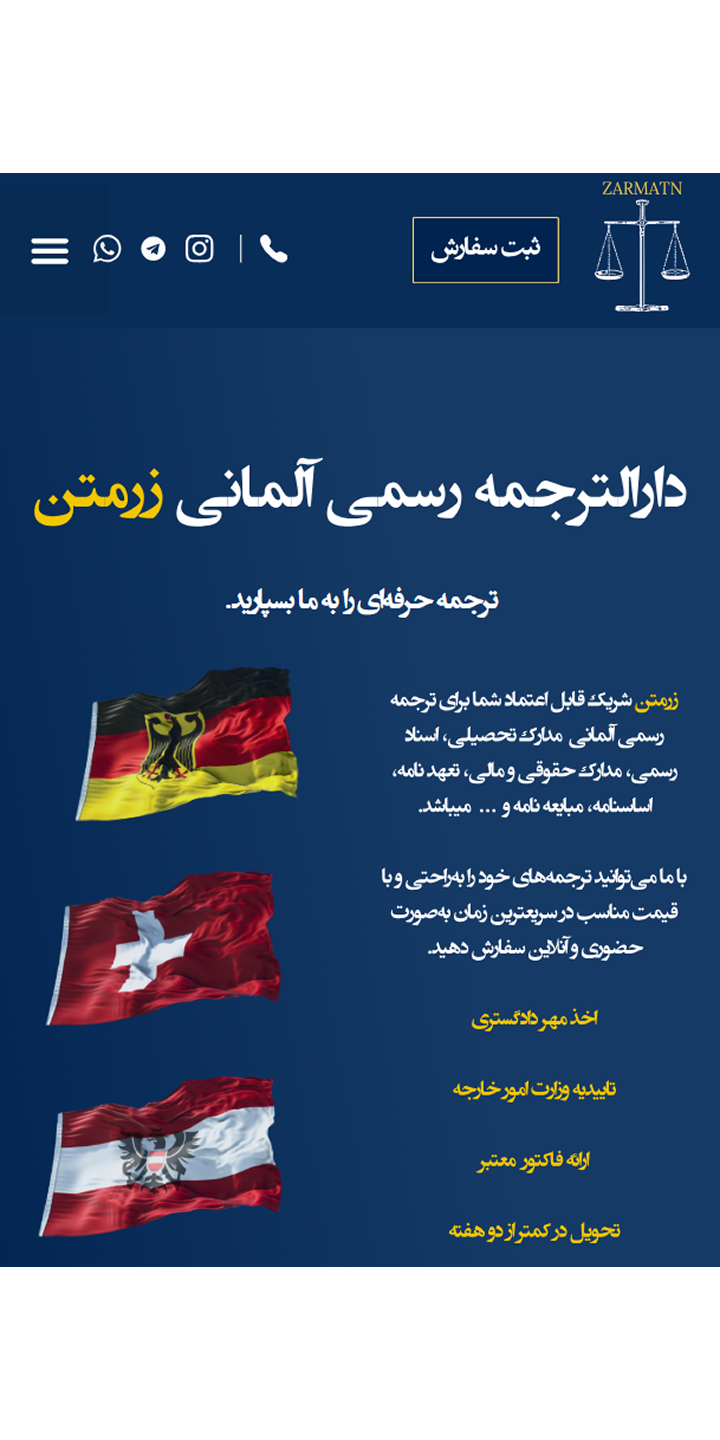 ZARMATN
ثبت سفارش
دارالترجمه رسمی آلمانی زرمتن
ترجمه حرفه‌ای را به ما بسپارید.
زرمتن شریک قابل اعتماد شما برای ترجمه
رسمی آلمانی مدارک تحصیلی، اسناد
رسمی، مدارک حقوقی و مالی، تعهد نامه،
اساسنامه، مبایعه نامه و ... میباشد.
با ما می‌توانید ترجمه‌های خود را به‌راحتی و با
قیمت مناسب در سریعترین زمان به‌صورت
حضوری و آنلاین سفارش دهید.
اخذ مهر دادگستری
تاییدیه وزارت امور خارجه
ارائه فاکتور معتبر
تحویل در کمتر از دو هفته